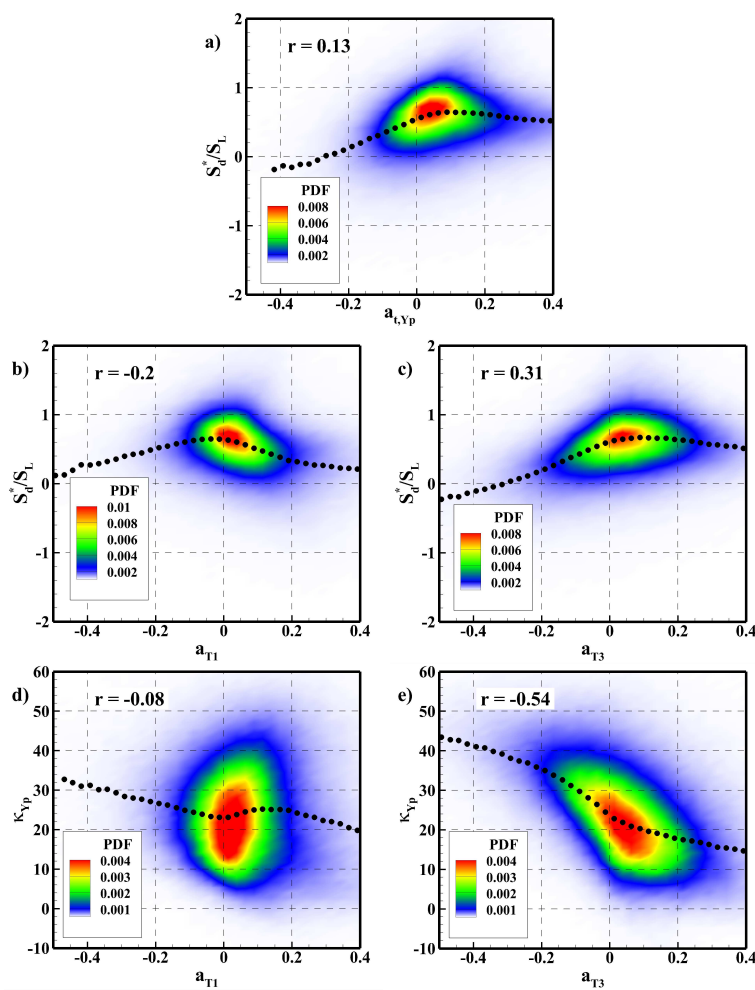 a) r = 0.13
2
1
0
-1
-2
S_d^*/S_L
PDF
0.008
0.006
0.004
0.002
-0.4 -0.2 0 0.2 0.4
a_t,Yp
b) r = -0.2
2
1
0
-1
-2
S_d^*/S_L
PDF
0.01
0.008
0.006
0.004
0.002
-0.4 -0.2 0 0.2 0.4
a_T1
c) r = 0.31
2
1
0
-1
-2
S_d^*/S_L
PDF
0.008
0.006
0.004
0.002
-0.4 -0.2 0 0.2 0.4
a_T3
d) r = -0.08
60
50
40
30
20
10
0
-10
κ_Yp
PDF
0.004
0.003
0.002
0.001
-0.4 -0.2 0 0.2 0.4
a_T1
e) r = -0.54
60
50
40
30
20
10
0
-10
κ_Yp
PDF
0.004
0.003
0.002
0.001
-0.4 -0.2 0 0.2 0.4
a_T3